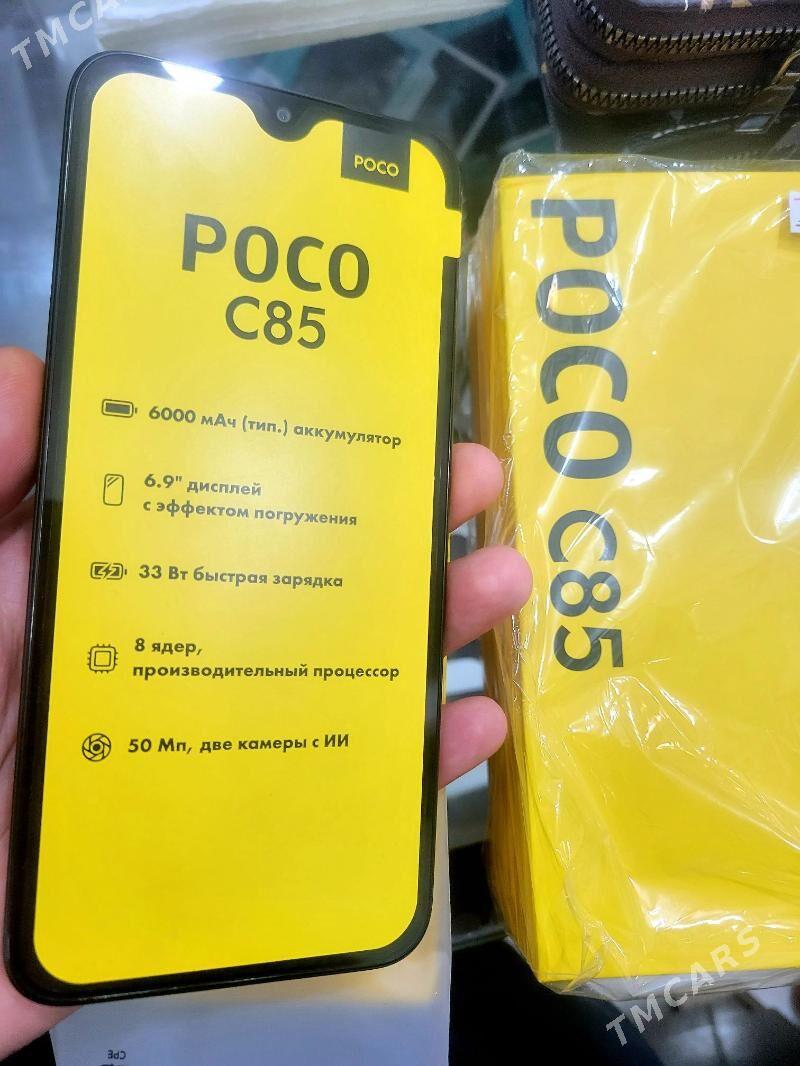 TMCARS
POCO
POCO
C85
6000 мАч (тип.) аккумулятор
6.9" дисплей
с эффектом погружения
33 Вт быстрая зарядка
8 ядер,
производительный процессор
50 Мп, две камеры с ИИ
POCO C85
TMCARS